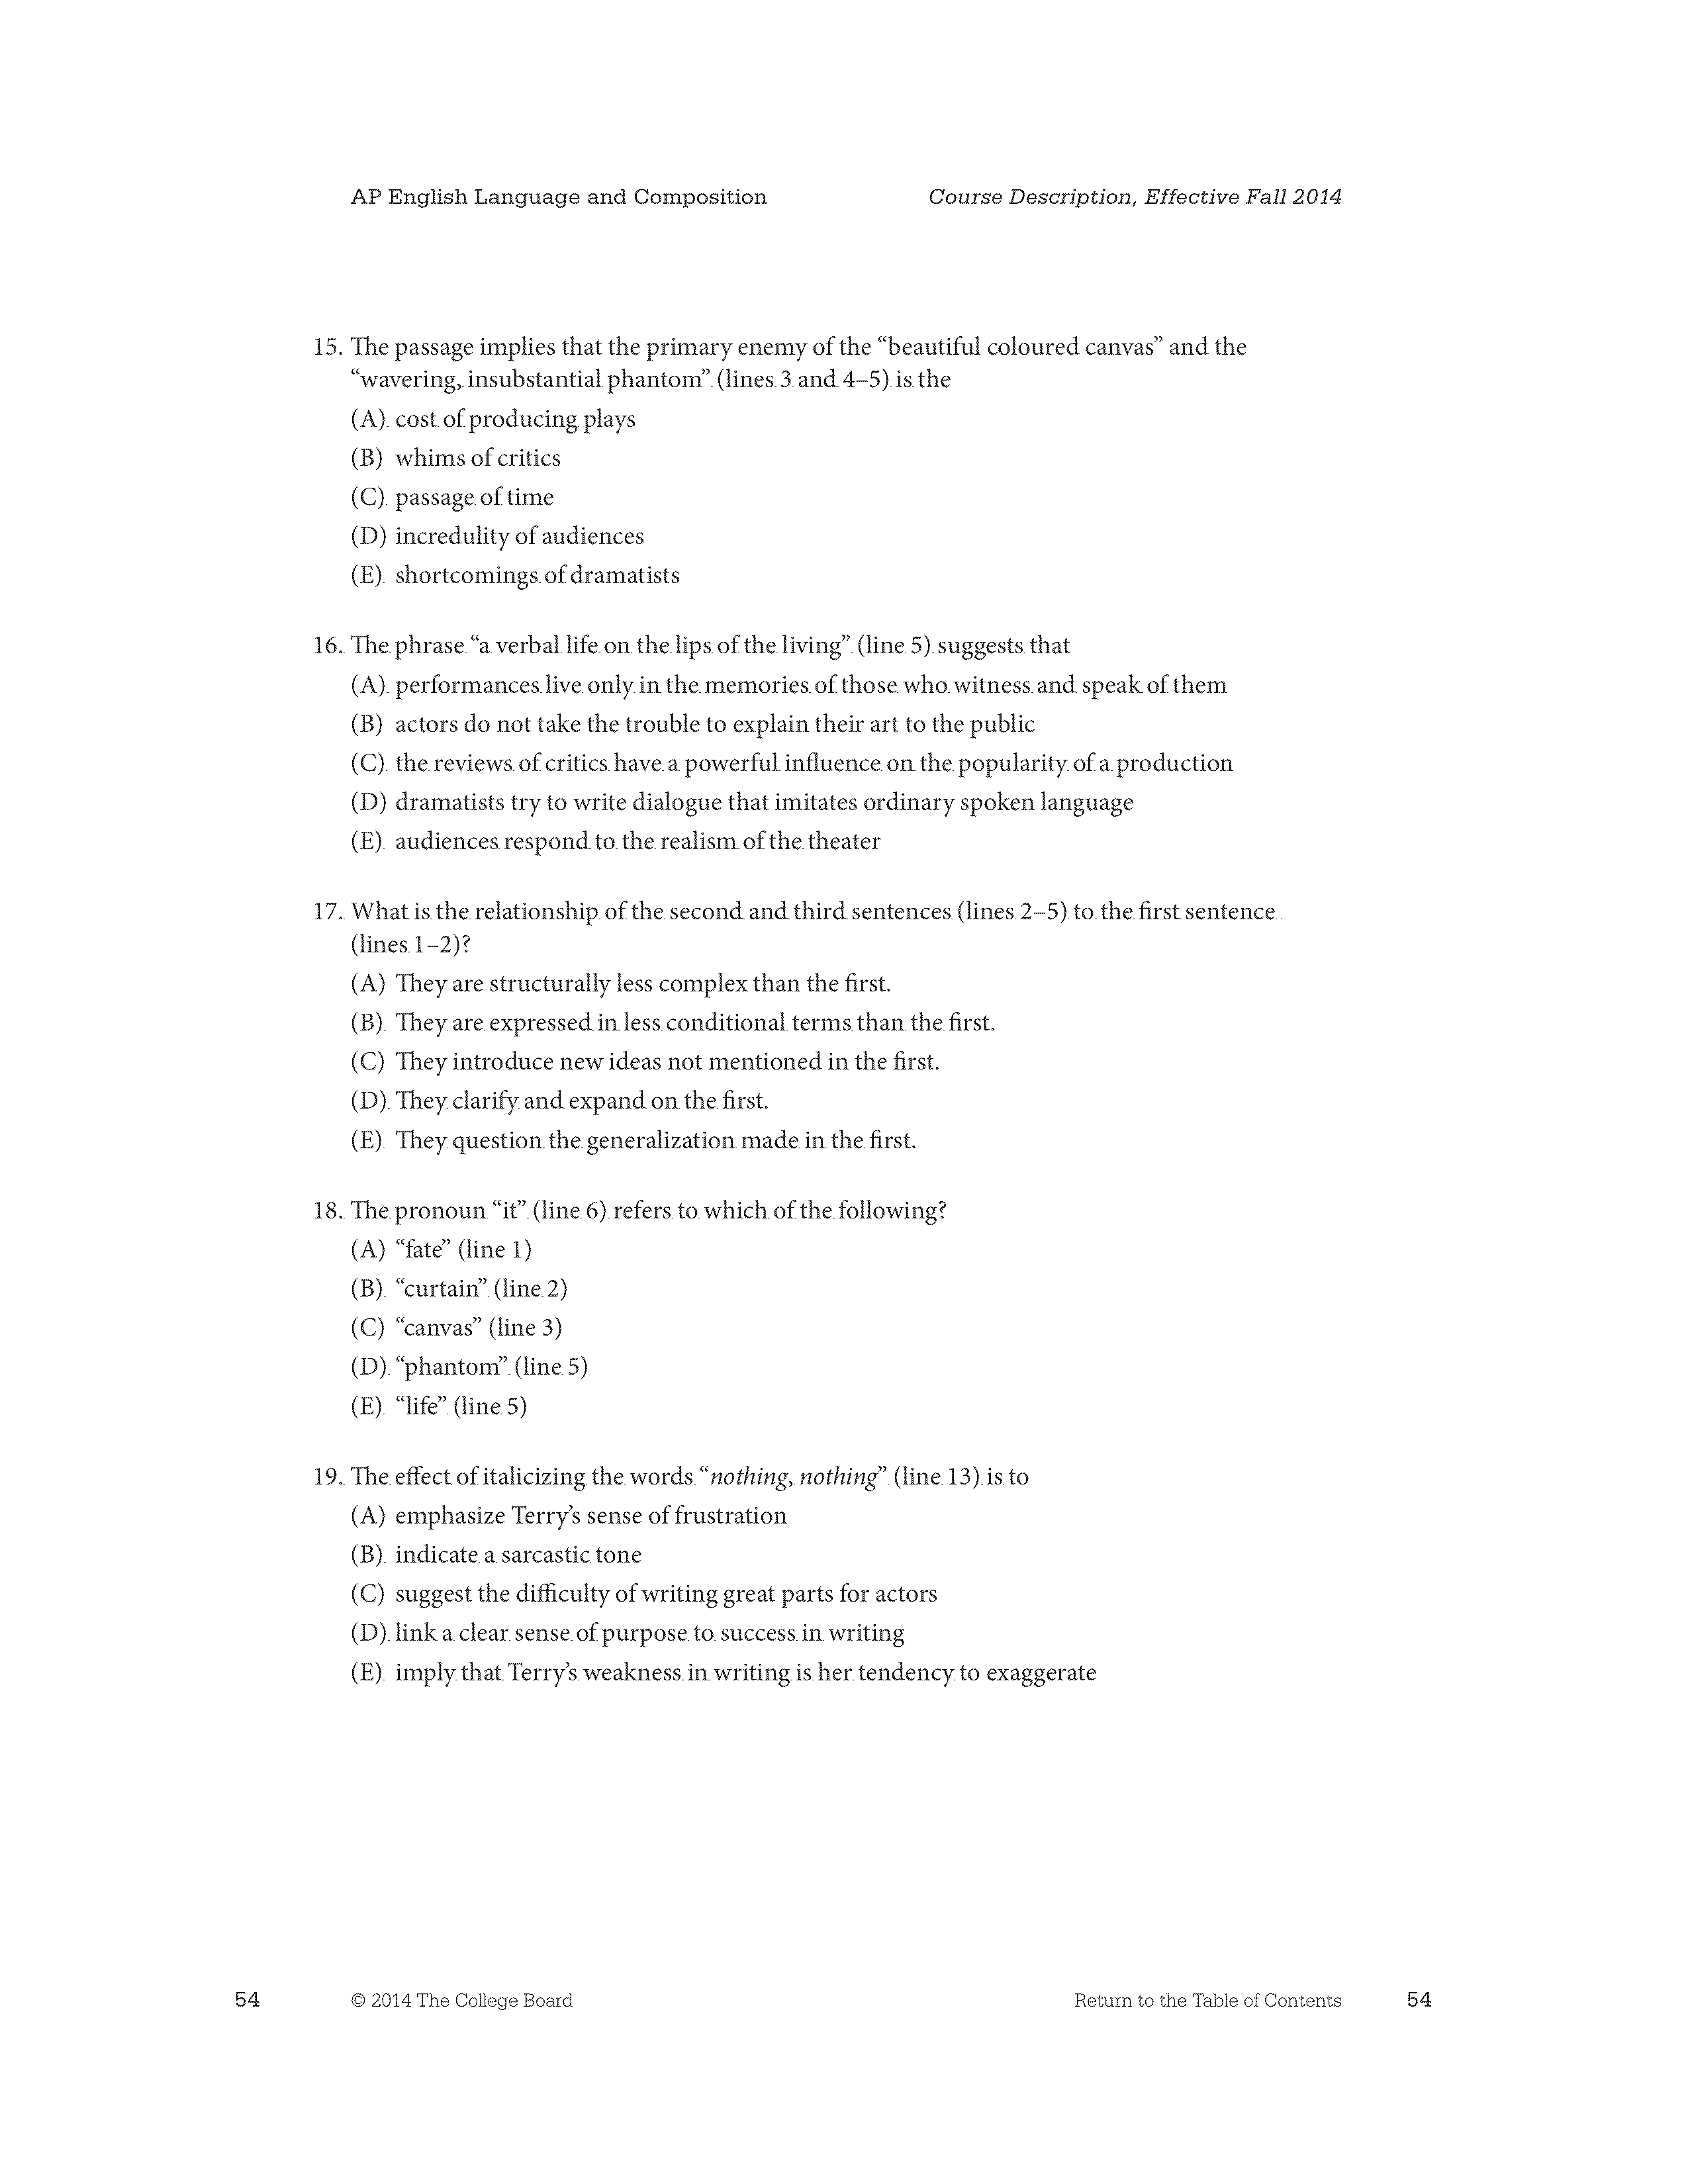 AP English Language and Composition Course Description, Effective Fall 2014
15. The passage implies that the primary enemy of the “beautiful coloured canvas” and the
“wavering, insubstantial phantom” (lines 3 and 4–5) is the
(A) cost of producing plays
(B) whims of critics
(C) passage of time
(D) incredulity of audiences
(E) shortcomings of dramatists
16. The phrase “a verbal life on the lips of the living” (line 5) suggests that
(A) performances live only in the memories of those who witness and speak of them
(B) actors do not take the trouble to explain their art to the public
(C) the reviews of critics have a powerful influence on the popularity of a production
(D) dramatists try to write dialogue that imitates ordinary spoken language
(E) audiences respond to the realism of the theater
17. What is the relationship of the second and third sentences (lines 2–5) to the first sentence
(lines 1–2)?
(A) They are structurally less complex than the first.
(B) They are expressed in less conditional terms than the first.
(C) They introduce new ideas not mentioned in the first.
(D) They clarify and expand on the first.
(E) They question the generalization made in the first.
18. The pronoun “it” (line 6) refers to which of the following?
(A) “fate” (line 1)
(B) “curtain” (line 2)
(C) “canvas” (line 3)
(D) “phantom” (line 5)
(E) “life” (line 5)
19. The effect of italicizing the words “nothing, nothing” (line 13) is to
(A) emphasize Terry’s sense of frustration
(B) indicate a sarcastic tone
(C) suggest the difficulty of writing great parts for actors
(D) link a clear sense of purpose to success in writing
(E) imply that Terry’s weakness in writing is her tendency to exaggerate
54 © 2014 The College Board Return to the Table of Contents 54